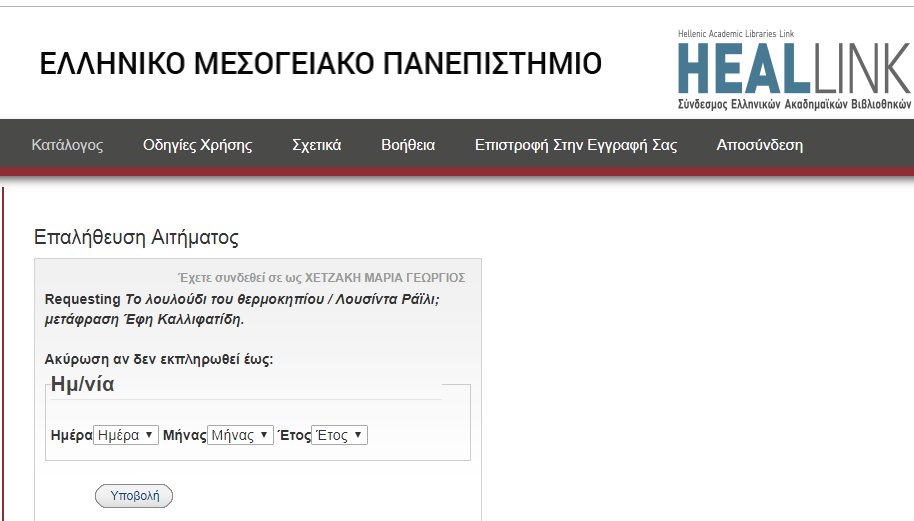 Hellenic Academic Libraries Link
ΕΛΛΗΝΙΚΟ ΜΕΣΟΓΕΙΑΚΟ ΠΑΝΕΠΙΣΤΗΜΙΟ
HEALLINK
Σύνδεσμος Ελληνικών Ακαδημαϊκών Βιβλιοθηκών
Κατάλογος Οδηγίες Χρήσης Σχετικά Βοήθεια Επιστροφή Στην Εγγραφή Σας Αποσύνδεση
Επαλήθευση Αιτήματος
Έχετε συνδεθεί σε ως ΧΕΤΖΑΚΗ ΜΑΡΙΑ ΓΕΩΡΓΙΟΣ
Requesting Το λουλούδι του θερμοκηπίου / Λουσίντα Ράϊλι;
μετάφραση Έφη Καλλιφατίδη.
Ακύρωση αν δεν εκπληρωθεί έως:
Ημ/νία
Ημέρα Ημέρα Μήνας Μήνας Έτος Έτος
Υποβολή